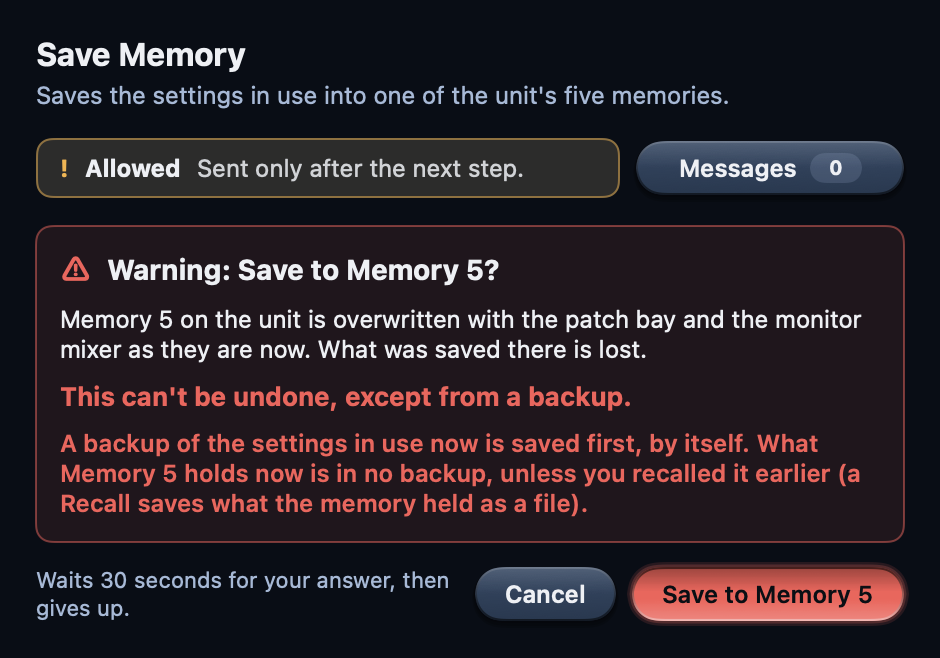 Save Memory
Saves the settings in use into one of the unit's five memories.
! Allowed Sent only after the next step.
Messages 0
Warning: Save to Memory 5?
Memory 5 on the unit is overwritten with the patch bay and the monitor
mixer as they are now. What was saved there is lost.
This can't be undone, except from a backup.
A backup of the settings in use now is saved first, by itself. What
Memory 5 holds now is in no backup, unless you recalled it earlier (a
Recall saves what the memory held as a file).
Waits 30 seconds for your answer, then
gives up.
Cancel
Save to Memory 5